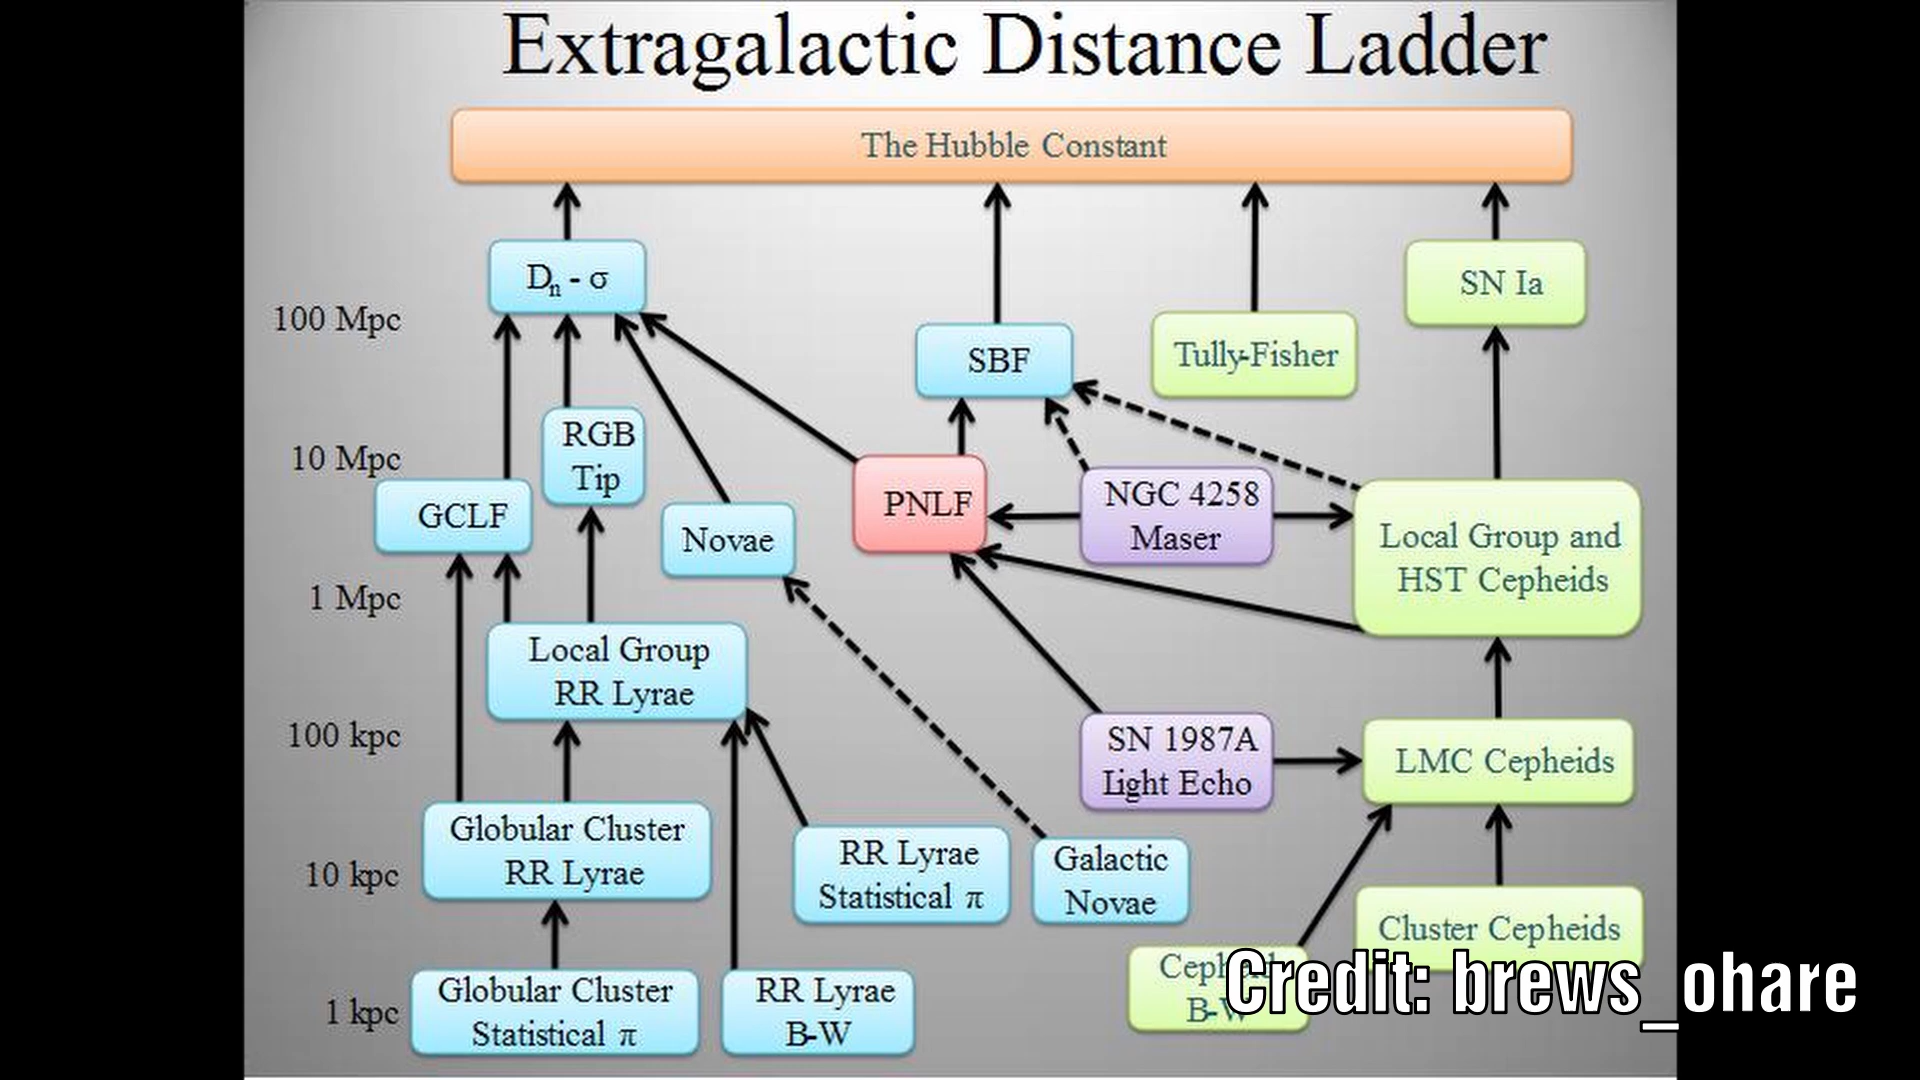 Extragalactic Distance Ladder
The Hubble Constant
Dn - σ
SN Ia
100 Mpc
SBF
Tully-Fisher
RGB
Tip
10 Mpc
GCLF
PNLF
NGC 4258
Maser
Novae
Local Group and
HST Cepheids
1 Mpc
Local Group
RR Lyrae
100 kpc
SN 1987A
Light Echo
LMC Cepheids
Globular Cluster
RR Lyrae
10 kpc
RR Lyrae
Statistical π
Galactic
Novae
Cluster Cepheids
1 kpc
Globular Cluster
Statistical π
RR Lyrae
B-W
B-W
Credit: brews_ohare